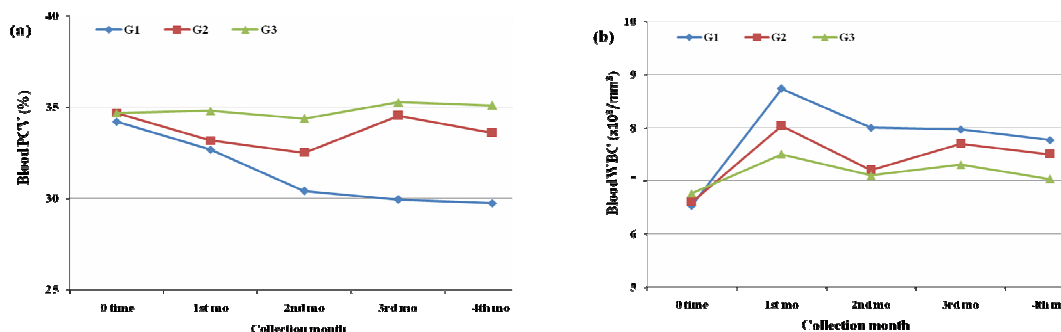 (a)
G1 G2 G3
Blood PCV (%)
40
35
30
25
0 time 1st mo 2nd mo 3rd mo 4th mo
Collection month
(b)
G1 G2 G3
Blood WBC (x10³/mm³)
10
9
8
7
6
5
0 time 1st mo 2nd mo 3rd mo 4th mo
Collection month